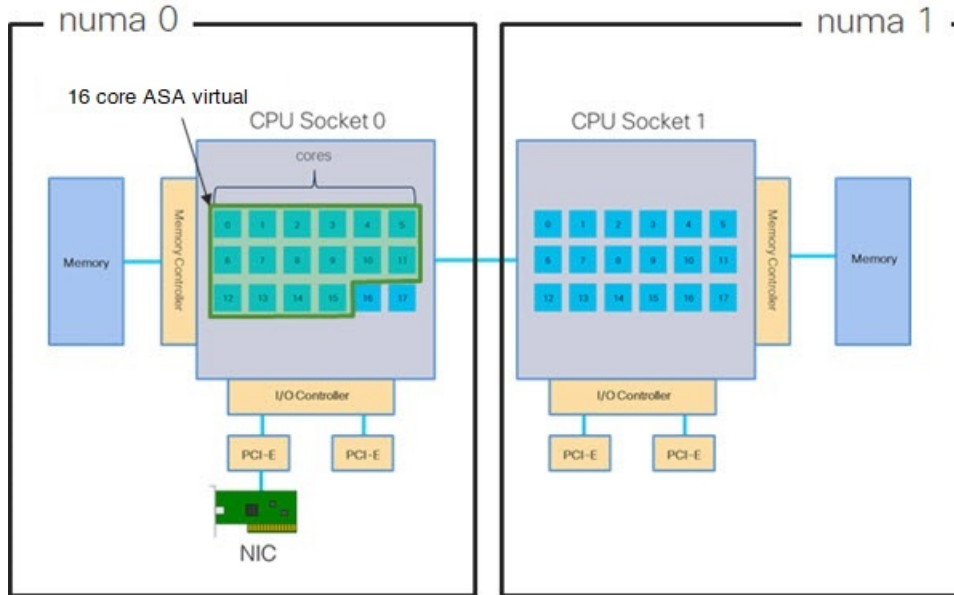 numa 0
numa 1
16 core ASA virtual
CPU Socket 0
CPU Socket 1
cores
Memory
Memory Controller
0 1 2 3 4 5
6 7 8 9 10 11
12 13 14 15 16 17
0 1 2 3 4 5
6 7 8 9 10 11
12 13 14 15 16 17
Memory Controller
Memory
I/O Controller
I/O Controller
PCI-E
PCI-E
PCI-E
PCI-E
NIC